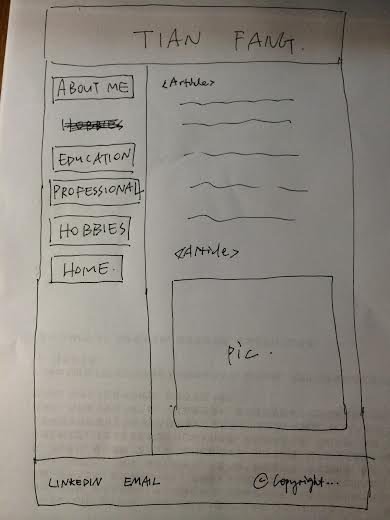 TIAN FANG.
ABOUT ME
HOBBIES
EDUCATION
PROFESSIONAL
HOBBIES
HOME.
<Article>
<Article>
pic.
LINKEDIN EMAIL
© Copyright...